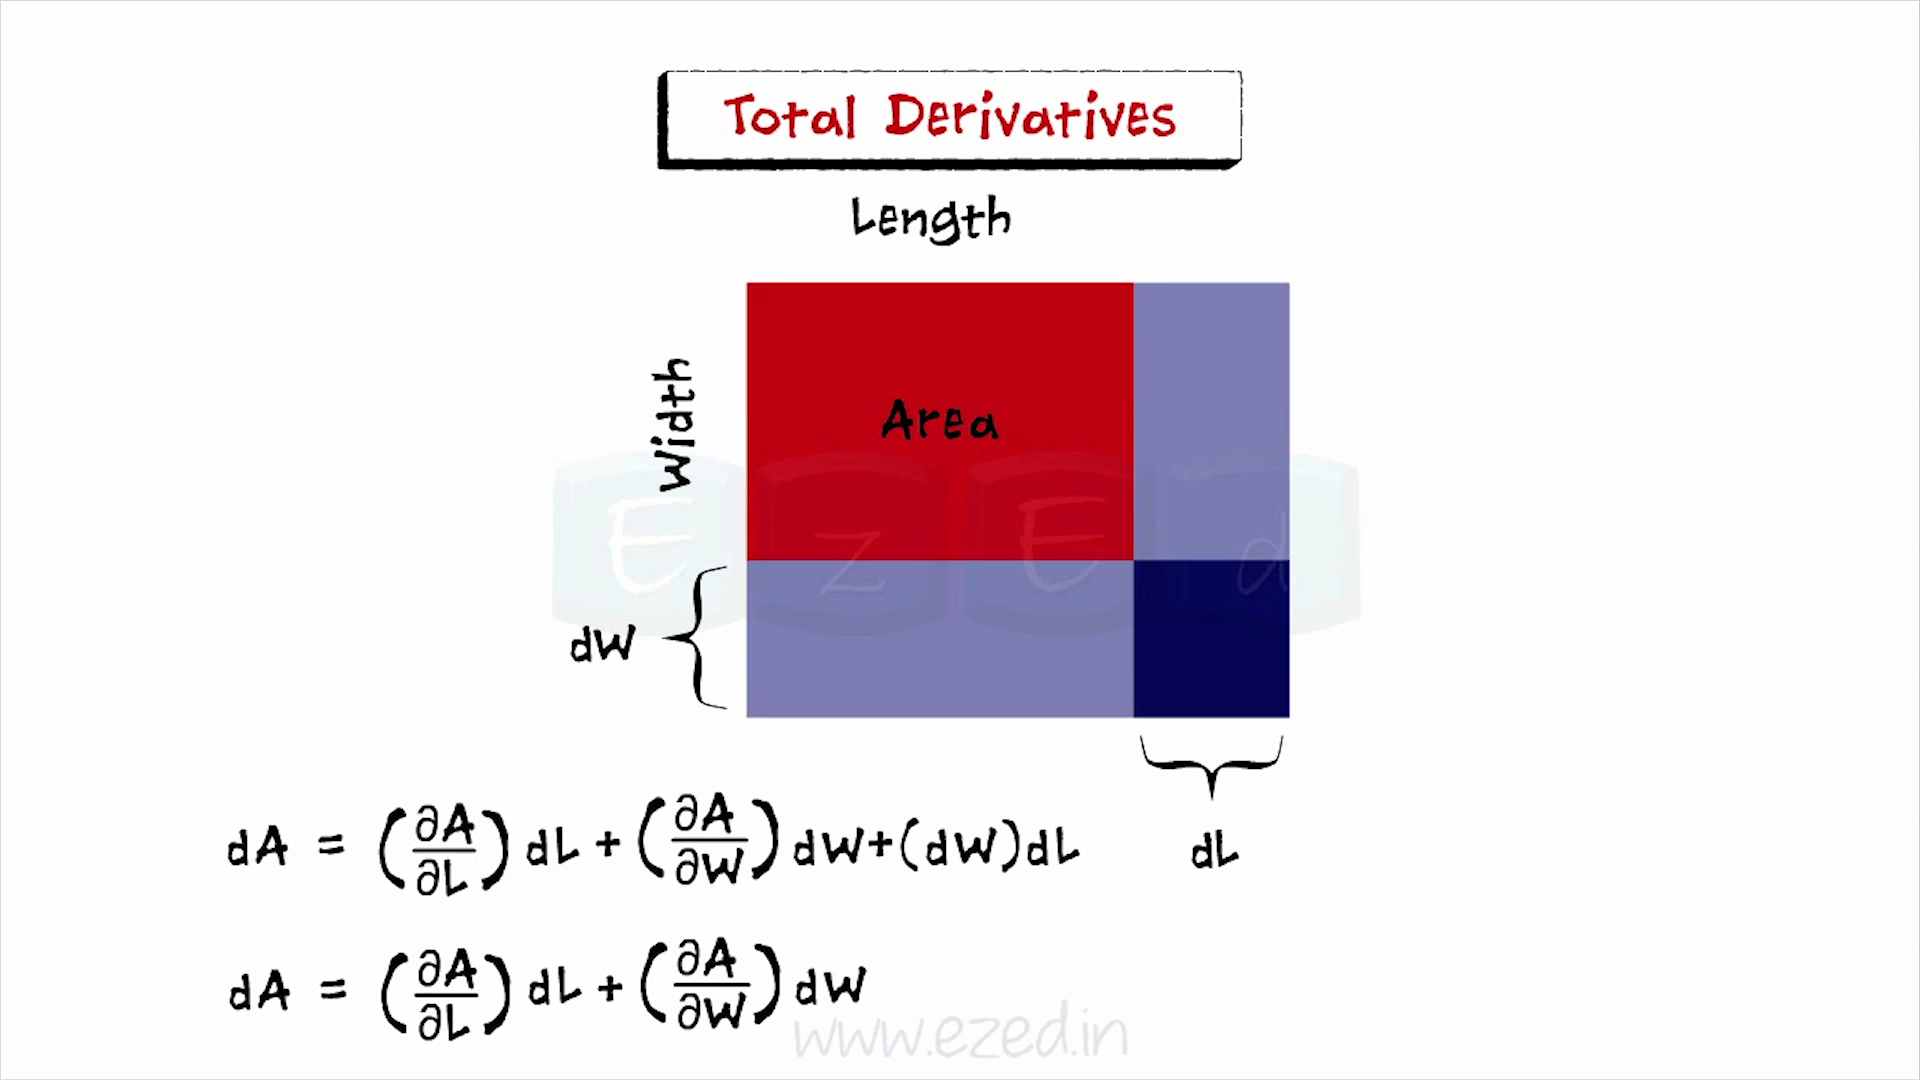 Total Derivatives
Length
Width
Area
E z E d
dW
dL
dA = (∂A/∂L) dL + (∂A/∂W) dW+(dW)dL
dA = (∂A/∂L) dL + (∂A/∂W) dW
www.ezed.in